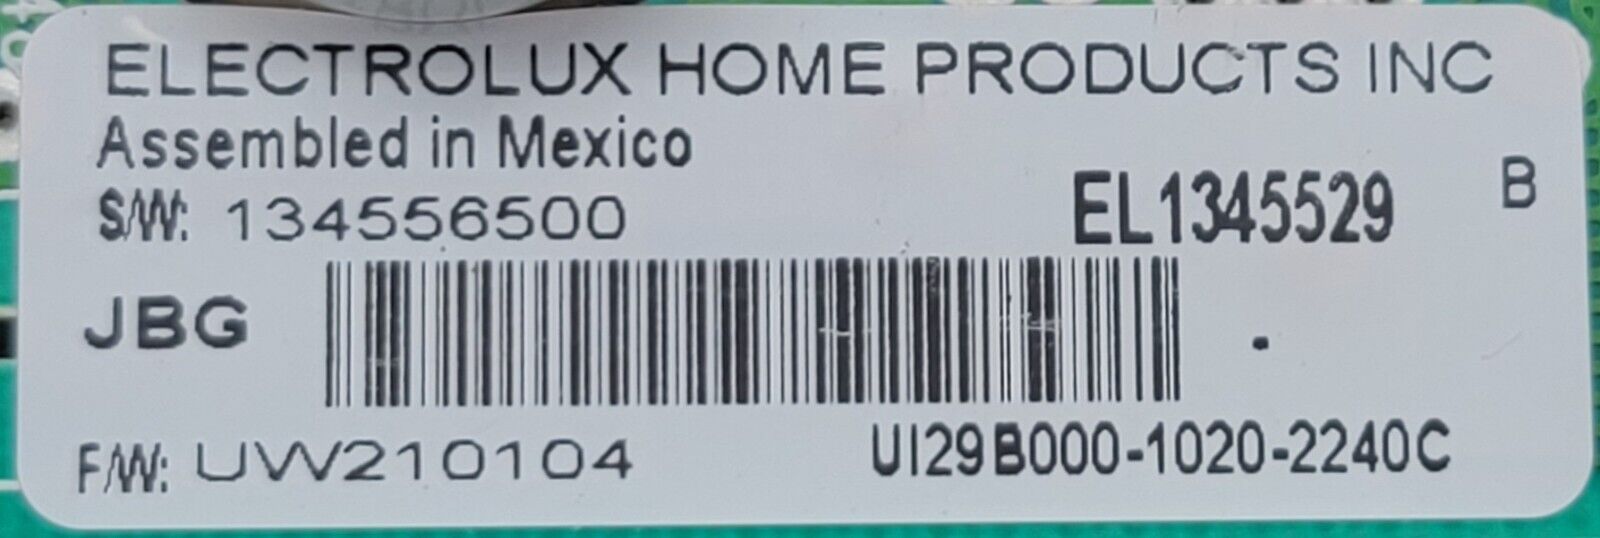 ELECTROLUX HOME PRODUCTS INC
Assembled in Mexico
S/W: 134556500
EL1345529
B
JBG
F/W: UW210104
UI29B000-1020-2240C